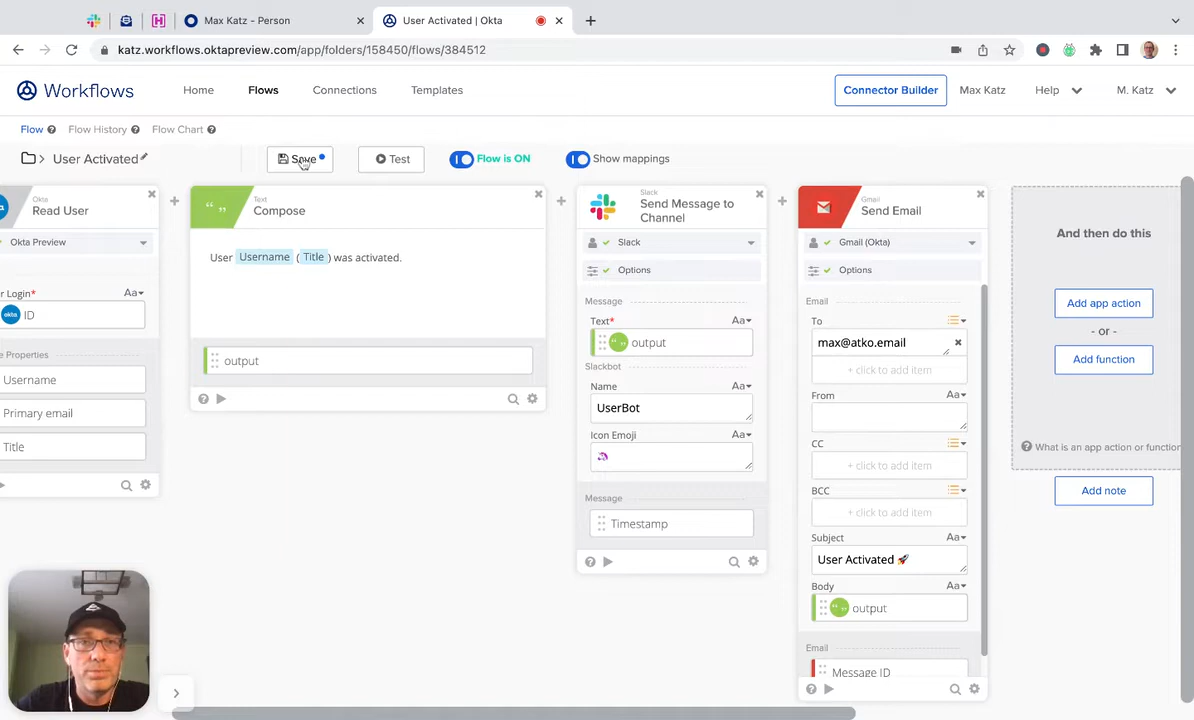 Max Katz - Person
User Activated | Okta
katz.workflows.oktapreview.com/app/folders/158450/flows/384512
Workflows
Home
Flows
Connections
Templates
Connector Builder
Max Katz
Help
M. Katz
Flow
Flow History
Flow Chart
User Activated
Save
Test
Flow is ON
Show mappings
Okta
Read User
Okta Preview
r Login*
Aa
okta
ID
e Properties
Username
Primary email
Title
Text
Compose
User Username ( Title ) was activated.
output
Slack
Send Message to
Channel
Slack
Options
Message
Text*
Aa
output
Slackbot
Name
Aa
UserBot
Icon Emoji
Aa
Message
Timestamp
Gmail
Send Email
Gmail (Okta)
Options
Email
To
max@atko.email
+ click to add item
From
Aa
CC
+ click to add item
BCC
+ click to add item
Subject
Aa
User Activated 🚀
Body
Aa
output
Email
Message ID
And then do this
Add app action
- or -
Add function
What is an app action or function
Add note